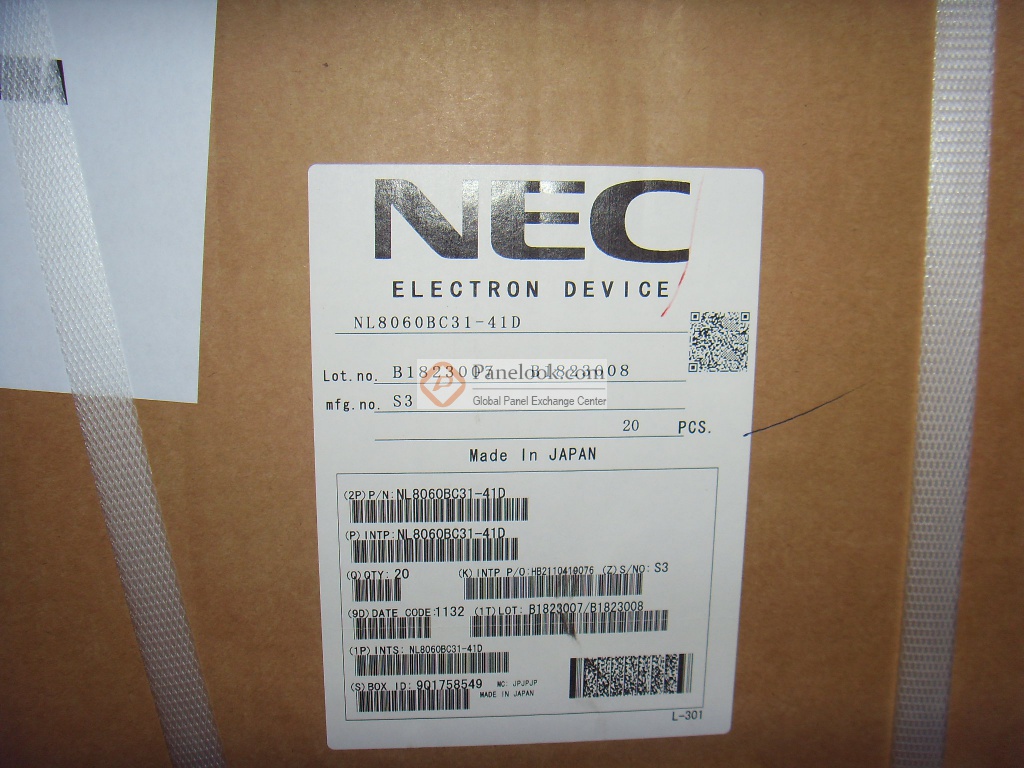 NEC
ELECTRON DEVICE
NL8060BC31-41D
Lot.no. B1823007 B1823008
Panelook.com
Global Panel Exchange Center
mfg.no. S3
20 PCS.
Made In JAPAN
(2P)P/N:NL8060BC31-41D
(P)INTP:NL8060BC31-41D
(Q)QTY: 20 (K)INTP P/O:HB2110410076 (Z)S/NO: S3
(9D)DATE CODE:1132 (1T)LOT: B1823007/B1823008
(1P)INTS: NL8060BC31-41D
(S)BOX ID: 9Q1758549 MC: JPJPJP
MADE IN JAPAN
L-301